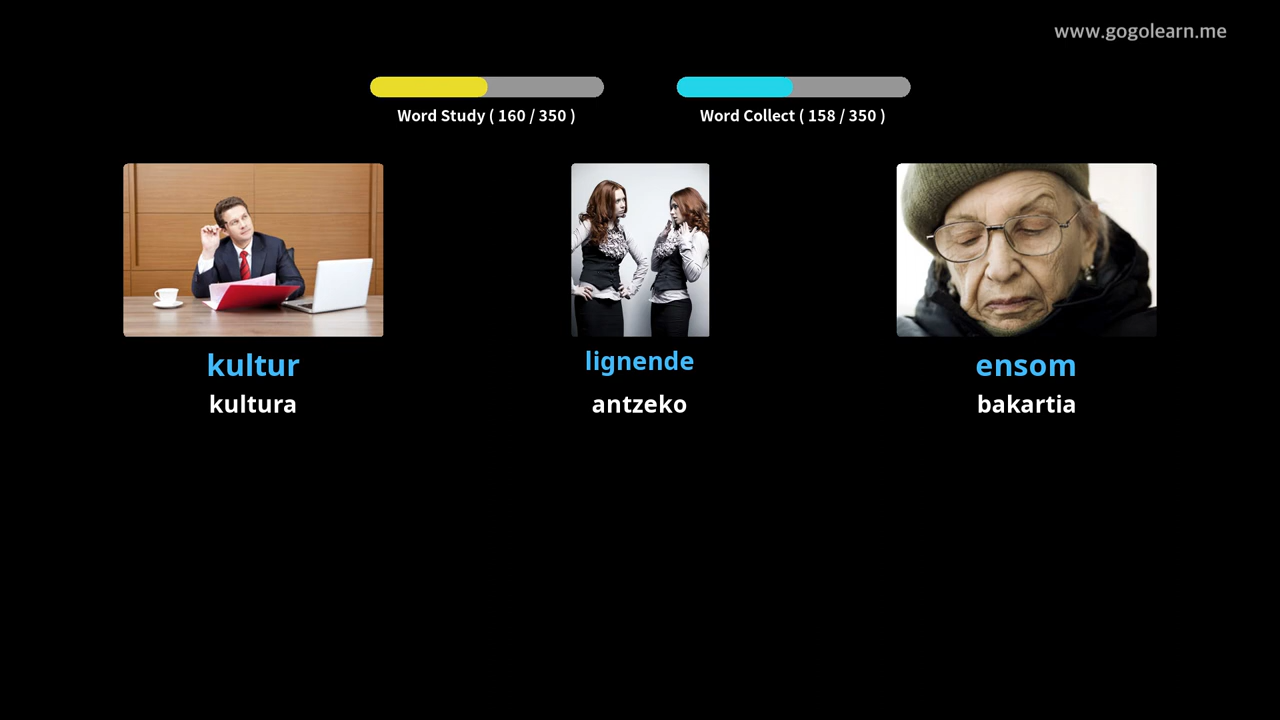 www.gogolearn.me
Word Study ( 160 / 350 )
Word Collect ( 158 / 350 )
kultur
kultura
lignende
antzeko
ensom
bakartia